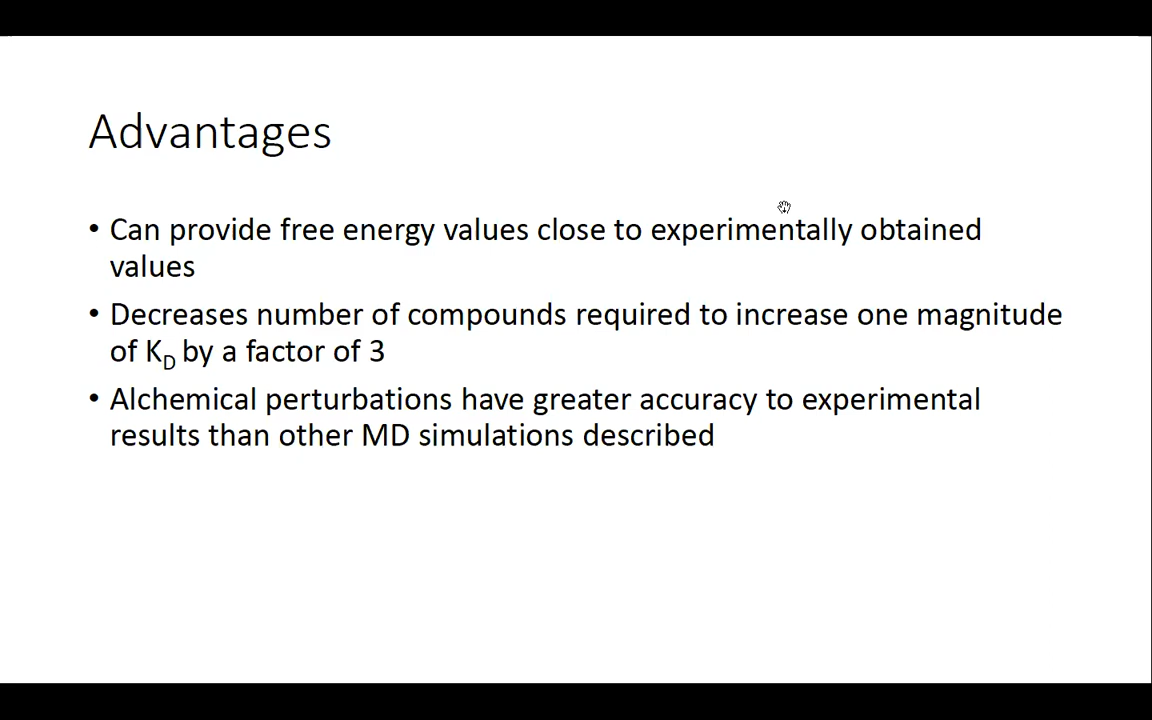 Advantages
• Can provide free energy values close to experimentally obtained
values
• Decreases number of compounds required to increase one magnitude
of KD by a factor of 3
• Alchemical perturbations have greater accuracy to experimental
results than other MD simulations described